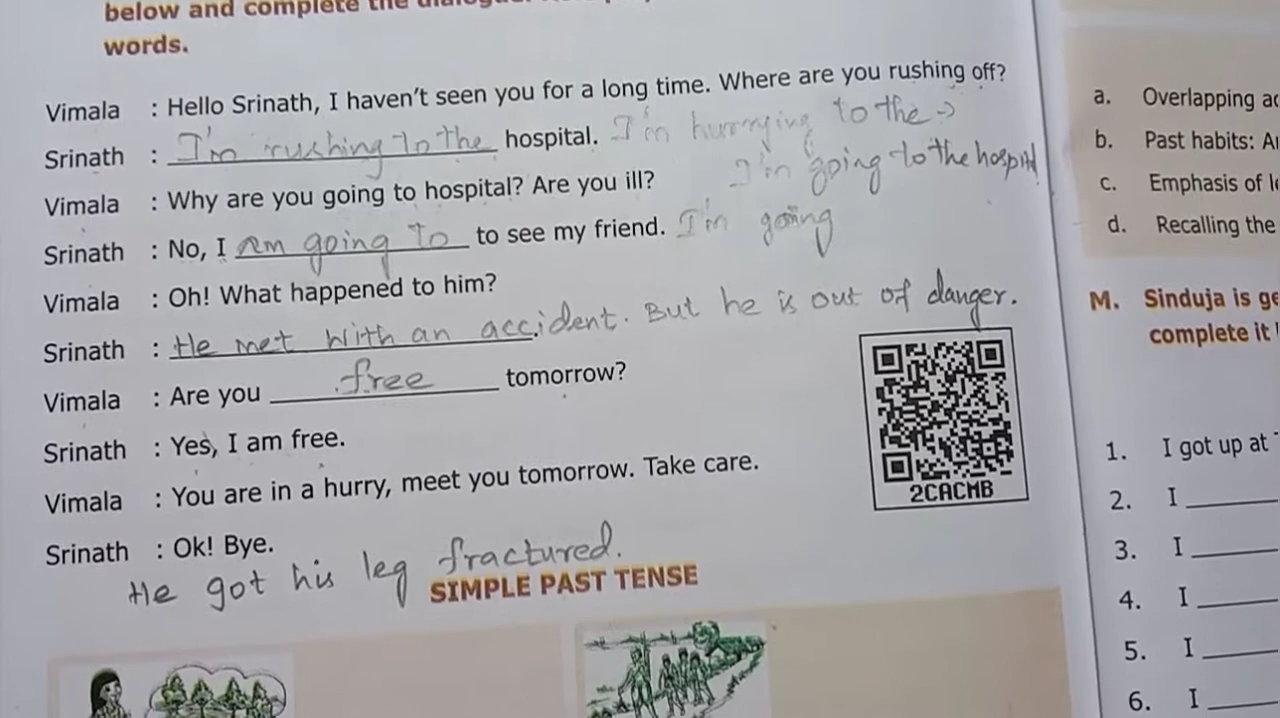 below and complete the
words.
Vimala : Hello Srinath, I haven't seen you for a long time. Where are you rushing off?
Srinath : I'm rushing to the hospital. I'm hurrying to the →
I'm going to the hospital
Vimala : Why are you going to hospital? Are you ill?
Srinath : No, I am going to to see my friend. I'm going
Vimala : Oh! What happened to him?
Srinath : He met with an accident. But he is out of danger.
Vimala : Are you free tomorrow?
Srinath : Yes, I am free.
Vimala : You are in a hurry, meet you tomorrow. Take care.
Srinath : Ok! Bye.
He got his leg fractured.
SIMPLE PAST TENSE
2CACMB
a. Overlapping
b. Past habits:
c. Emphasis of
d. Recalling the
M. Sinduja is
complete it
1. I got up at
2. I
3. I
4. I
5. I
6. I